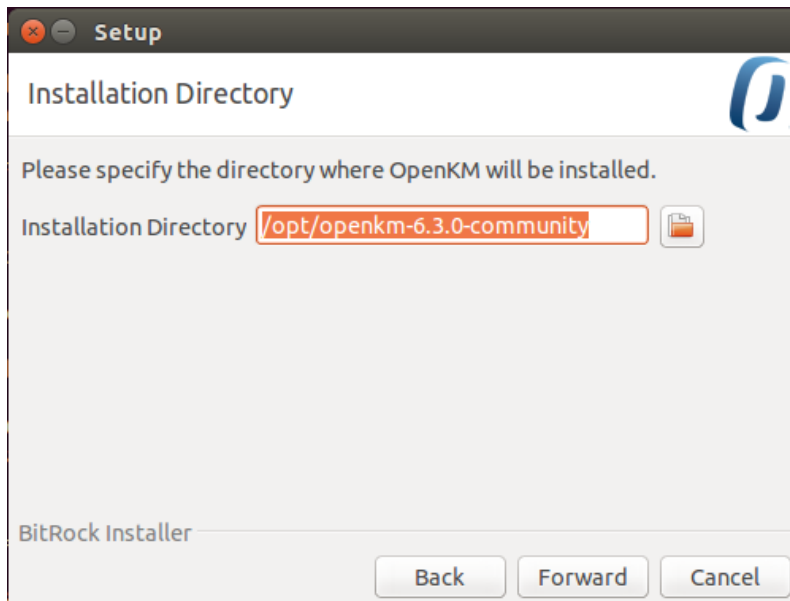 Setup
Installation Directory
Please specify the directory where OpenKM will be installed.
Installation Directory /opt/openkm-6.3.0-community
BitRock Installer
Back Forward Cancel